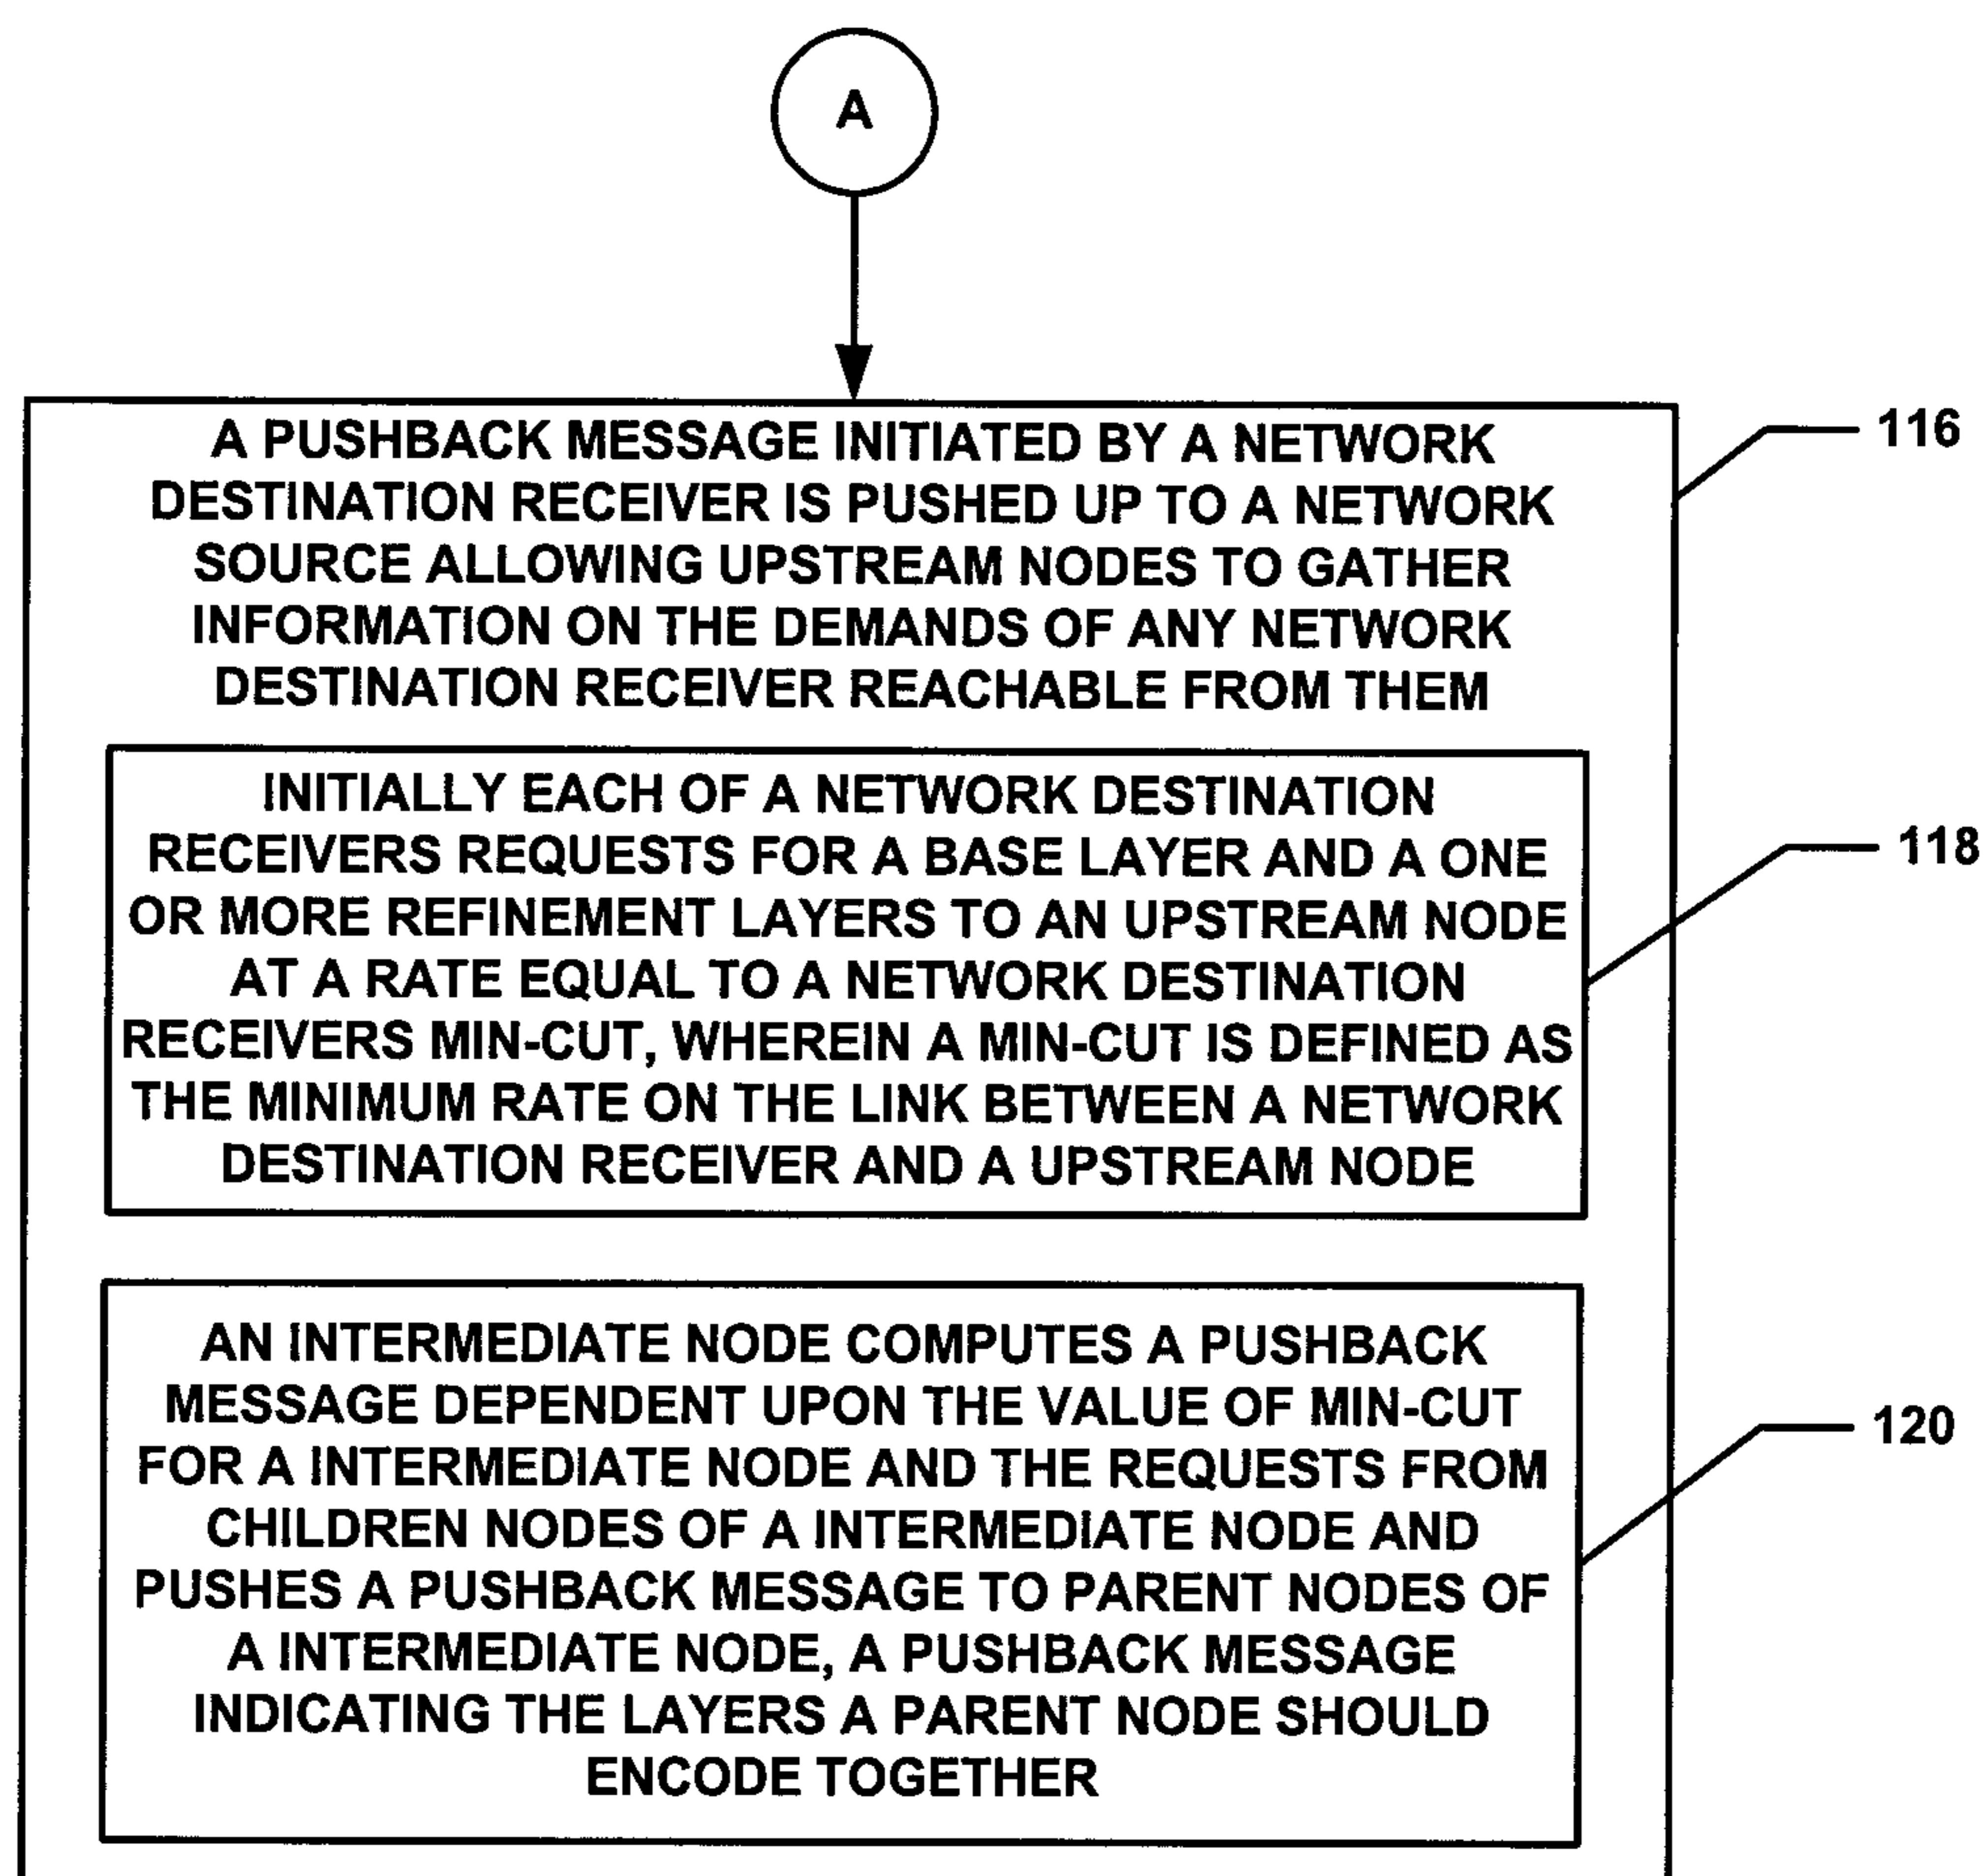 A
A PUSHBACK MESSAGE INITIATED BY A NETWORK
DESTINATION RECEIVER IS PUSHED UP TO A NETWORK
SOURCE ALLOWING UPSTREAM NODES TO GATHER
INFORMATION ON THE DEMANDS OF ANY NETWORK
DESTINATION RECEIVER REACHABLE FROM THEM
116
INITIALLY EACH OF A NETWORK DESTINATION
RECEIVERS REQUESTS FOR A BASE LAYER AND A ONE
OR MORE REFINEMENT LAYERS TO AN UPSTREAM NODE
AT A RATE EQUAL TO A NETWORK DESTINATION
RECEIVERS MIN-CUT, WHEREIN A MIN-CUT IS DEFINED AS
THE MINIMUM RATE ON THE LINK BETWEEN A NETWORK
DESTINATION RECEIVER AND A UPSTREAM NODE
118
AN INTERMEDIATE NODE COMPUTES A PUSHBACK
MESSAGE DEPENDENT UPON THE VALUE OF MIN-CUT
FOR A INTERMEDIATE NODE AND THE REQUESTS FROM
CHILDREN NODES OF A INTERMEDIATE NODE AND
PUSHES A PUSHBACK MESSAGE TO PARENT NODES OF
A INTERMEDIATE NODE, A PUSHBACK MESSAGE
INDICATING THE LAYERS A PARENT NODE SHOULD
ENCODE TOGETHER
120